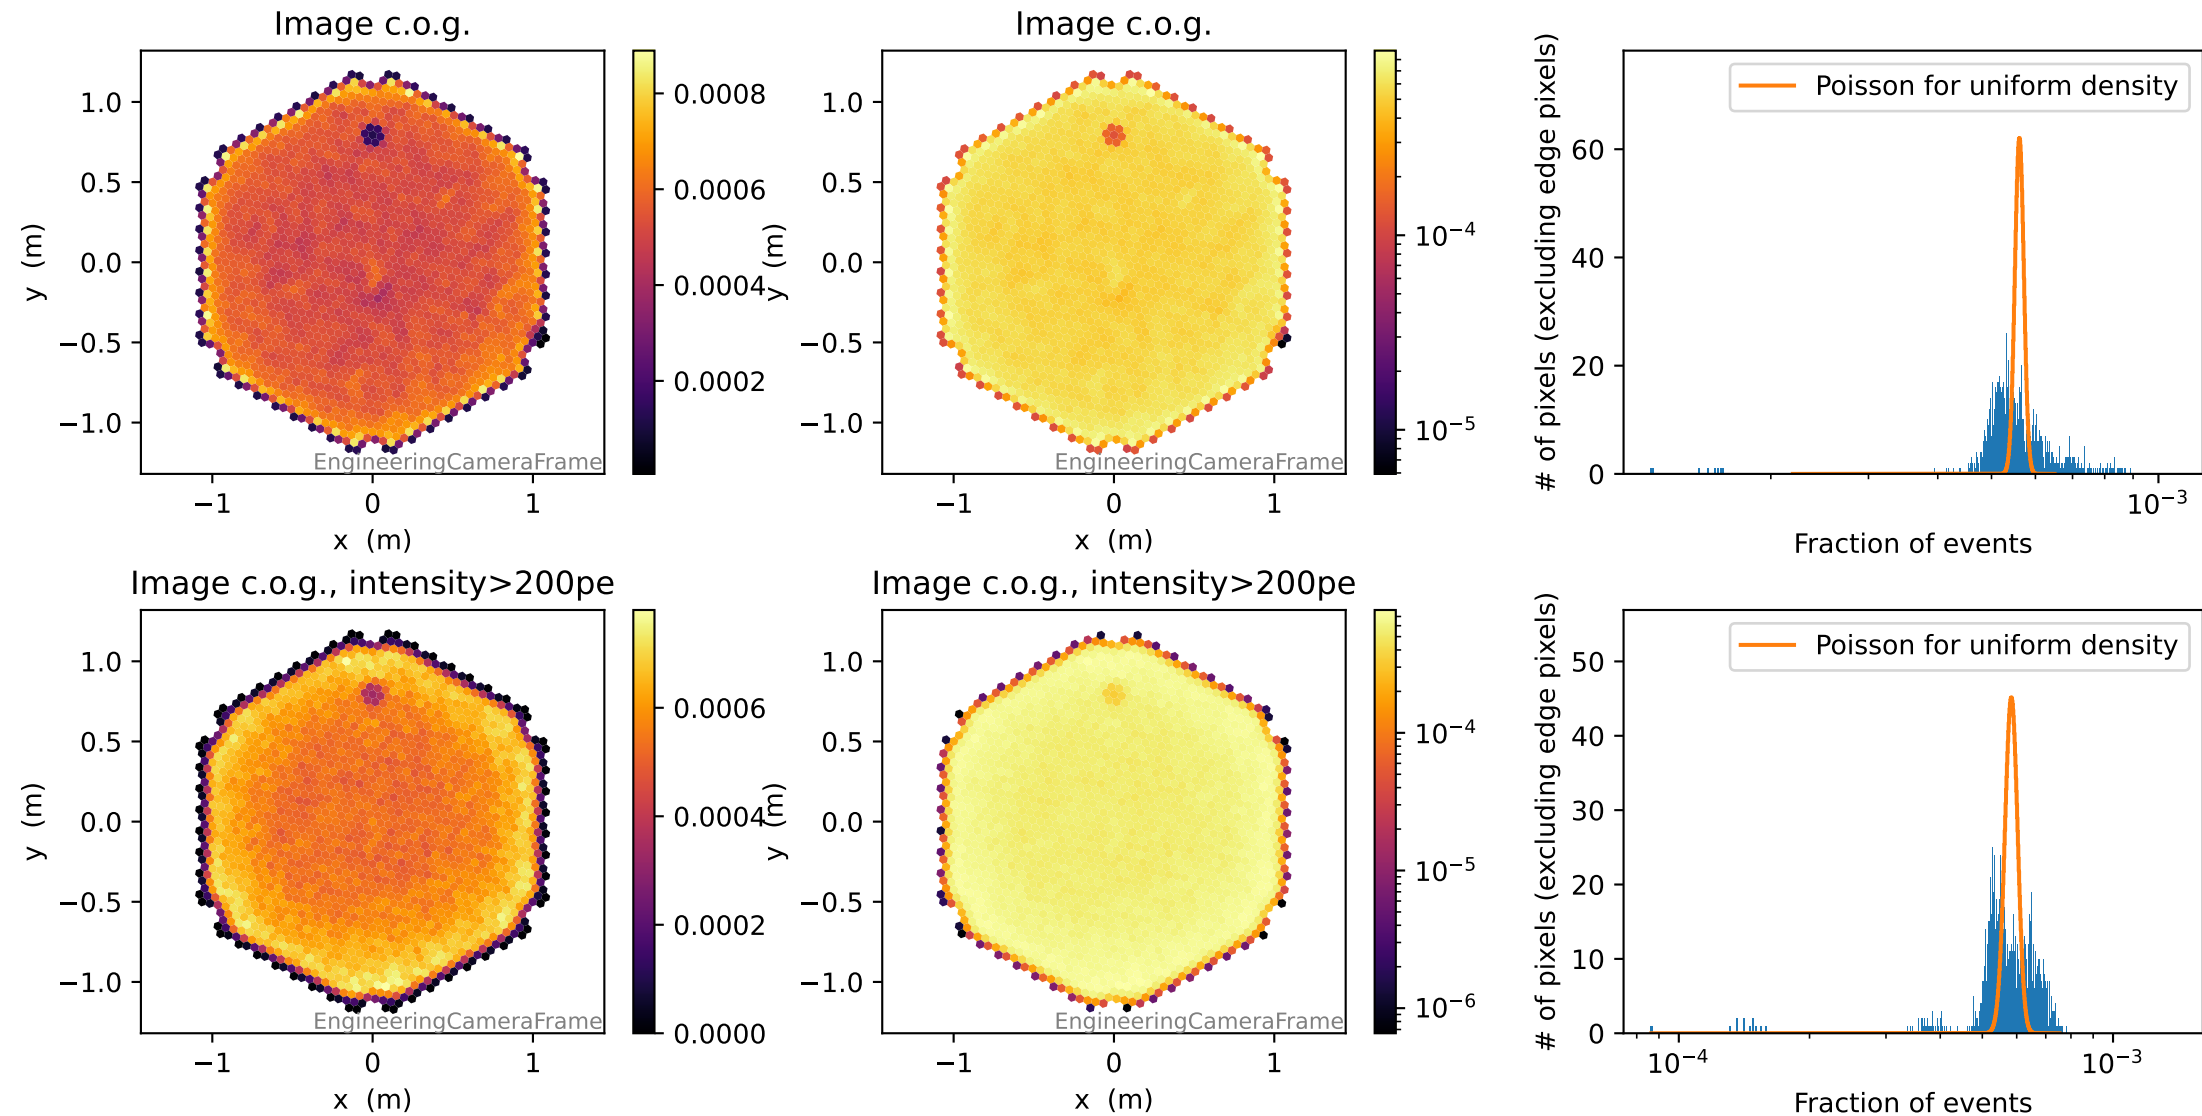 Image c.o.g.
1.0
0.5
0.0
−0.5
−1.0
y (m)
−1
0
1
x (m)
EngineeringCameraFrame
0.0008
0.0006
0.0004
0.0002
Image c.o.g.
1.0
0.5
0.0
−0.5
−1.0
y (m)
−1
0
1
x (m)
EngineeringCameraFrame
10⁻⁴
10⁻⁵
# of pixels (excluding edge pixels)
60
40
20
0
Poisson for uniform density
10⁻³
Fraction of events
Image c.o.g., intensity>200pe
1.0
0.5
0.0
−0.5
−1.0
y (m)
−1
0
1
x (m)
EngineeringCameraFrame
0.0006
0.0004
0.0002
0.0000
Image c.o.g., intensity>200pe
1.0
0.5
0.0
−0.5
−1.0
y (m)
−1
0
1
x (m)
EngineeringCameraFrame
10⁻⁴
10⁻⁵
10⁻⁶
# of pixels (excluding edge pixels)
50
40
30
20
10
0
Poisson for uniform density
10⁻⁴
10⁻³
Fraction of events